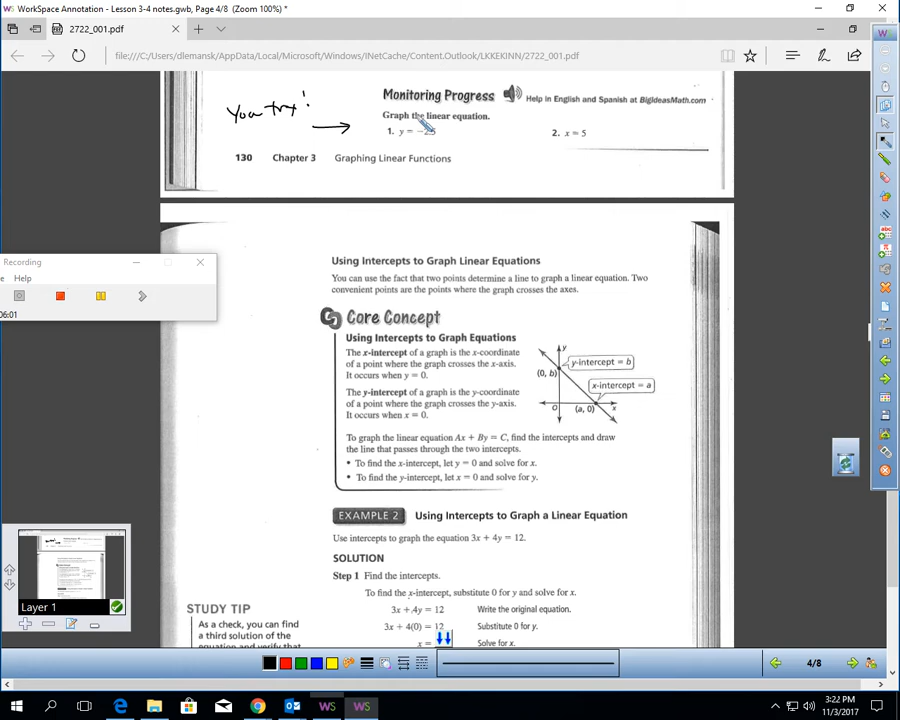 WorkSpace Annotation - Lesson 3-4 notes.gwb, Page 4/8 (Zoom 100%) *
2722_001.pdf
file:///C:/Users/dlemansk/AppData/Local/Microsoft/Windows/INetCache/Content.Outlook/LKKEKINN/2722_001.pdf
You try!
Monitoring Progress
Help in English and Spanish at BigIdeasMath.com
Graph the linear equation.
1. y = −2.5
2. x = 5
130 Chapter 3 Graphing Linear Functions
Recording
e Help
06:01
Using Intercepts to Graph Linear Equations
You can use the fact that two points determine a line to graph a linear equation. Two
convenient points are the points where the graph crosses the axes.
Core Concept
Using Intercepts to Graph Equations
The x-intercept of a graph is the x-coordinate
of a point where the graph crosses the x-axis.
It occurs when y = 0.
The y-intercept of a graph is the y-coordinate
of a point where the graph crosses the y-axis.
It occurs when x = 0.
y
y-intercept = b
(0, b)
x-intercept = a
O (a, 0) x
To graph the linear equation Ax + By = C, find the intercepts and draw
the line that passes through the two intercepts.
• To find the x-intercept, let y = 0 and solve for x.
• To find the y-intercept, let x = 0 and solve for y.
EXAMPLE 2 Using Intercepts to Graph a Linear Equation
Use intercepts to graph the equation 3x + 4y = 12.
SOLUTION
Step 1 Find the intercepts.
To find the x-intercept, substitute 0 for y and solve for x.
3x + 4y = 12 Write the original equation.
3x + 4(0) = 12 Substitute 0 for y.
x = Solve for x.
STUDY TIP
As a check, you can find
a third solution of the
equation and verify
Layer 1
4/8
3:22 PM
11/3/2017